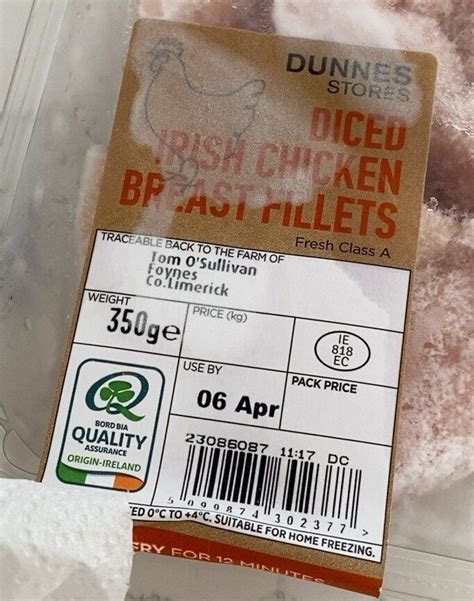 DUNNES
STORES
DICED
IRISH CHICKEN
BREAST FILLETS
Fresh Class A
TRACEABLE BACK TO THE FARM OF
Tom O'Sullivan
Foynes
Co.Limerick
WEIGHT
350g℮
PRICE (kg)
IE
818
EC
USE BY
06 Apr
PACK PRICE
BORD BIA
QUALITY
ASSURANCE
ORIGIN-IRELAND
23086087 11:17 DC
5 099874 302377 >
0°C TO +4°C. SUITABLE FOR HOME FREEZING.
FOR 12 MINUTES